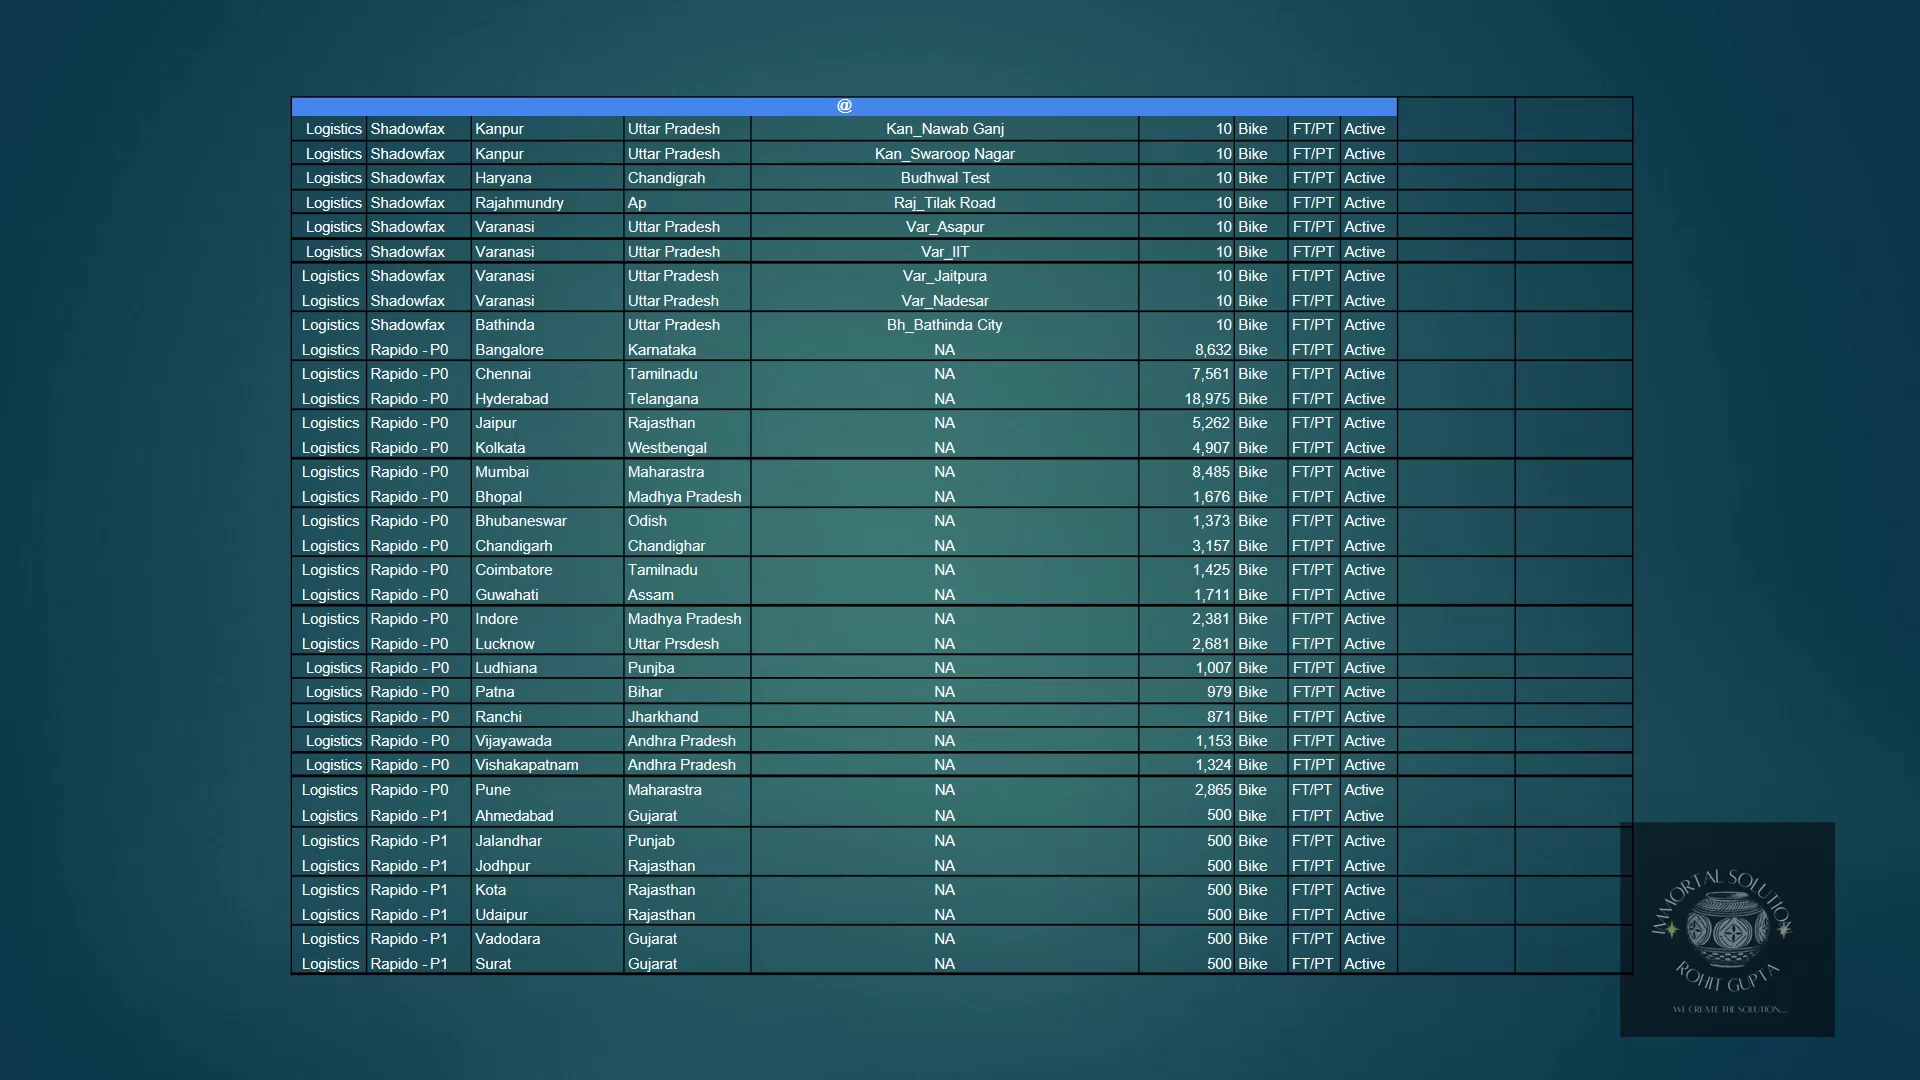 @
Logistics Shadowfax Kanpur Uttar Pradesh Kan_Nawab Ganj 10 Bike FT/PT Active
Logistics Shadowfax Kanpur Uttar Pradesh Kan_Swaroop Nagar 10 Bike FT/PT Active
Logistics Shadowfax Haryana Chandigrah Budhwal Test 10 Bike FT/PT Active
Logistics Shadowfax Rajahmundry Ap Raj_Tilak Road 10 Bike FT/PT Active
Logistics Shadowfax Varanasi Uttar Pradesh Var_Asapur 10 Bike FT/PT Active
Logistics Shadowfax Varanasi Uttar Pradesh Var_IIT 10 Bike FT/PT Active
Logistics Shadowfax Varanasi Uttar Pradesh Var_Jaitpura 10 Bike FT/PT Active
Logistics Shadowfax Varanasi Uttar Pradesh Var_Nadesar 10 Bike FT/PT Active
Logistics Shadowfax Bathinda Uttar Pradesh Bh_Bathinda City 10 Bike FT/PT Active
Logistics Rapido - P0 Bangalore Karnataka NA 8,632 Bike FT/PT Active
Logistics Rapido - P0 Chennai Tamilnadu NA 7,561 Bike FT/PT Active
Logistics Rapido - P0 Hyderabad Telangana NA 18,975 Bike FT/PT Active
Logistics Rapido - P0 Jaipur Rajasthan NA 5,262 Bike FT/PT Active
Logistics Rapido - P0 Kolkata Westbengal NA 4,907 Bike FT/PT Active
Logistics Rapido - P0 Mumbai Maharastra NA 8,485 Bike FT/PT Active
Logistics Rapido - P0 Bhopal Madhya Pradesh NA 1,676 Bike FT/PT Active
Logistics Rapido - P0 Bhubaneswar Odish NA 1,373 Bike FT/PT Active
Logistics Rapido - P0 Chandigarh Chandighar NA 3,157 Bike FT/PT Active
Logistics Rapido - P0 Coimbatore Tamilnadu NA 1,425 Bike FT/PT Active
Logistics Rapido - P0 Guwahati Assam NA 1,711 Bike FT/PT Active
Logistics Rapido - P0 Indore Madhya Pradesh NA 2,381 Bike FT/PT Active
Logistics Rapido - P0 Lucknow Uttar Prsdesh NA 2,681 Bike FT/PT Active
Logistics Rapido - P0 Ludhiana Punjba NA 1,007 Bike FT/PT Active
Logistics Rapido - P0 Patna Bihar NA 979 Bike FT/PT Active
Logistics Rapido - P0 Ranchi Jharkhand NA 871 Bike FT/PT Active
Logistics Rapido - P0 Vijayawada Andhra Pradesh NA 1,153 Bike FT/PT Active
Logistics Rapido - P0 Vishakapatnam Andhra Pradesh NA 1,324 Bike FT/PT Active
Logistics Rapido - P0 Pune Maharastra NA 2,865 Bike FT/PT Active
Logistics Rapido - P1 Ahmedabad Gujarat NA 500 Bike FT/PT Active
Logistics Rapido - P1 Jalandhar Punjab NA 500 Bike FT/PT Active
Logistics Rapido - P1 Jodhpur Rajasthan NA 500 Bike FT/PT Active
Logistics Rapido - P1 Kota Rajasthan NA 500 Bike FT/PT Active
Logistics Rapido - P1 Udaipur Rajasthan NA 500 Bike FT/PT Active
Logistics Rapido - P1 Vadodara Gujarat NA 500 Bike FT/PT Active
Logistics Rapido - P1 Surat Gujarat NA 500 Bike FT/PT Active
IMMORTAL SOLUTION
ROHIT GUPTA
WE CREATE THE SOLUTION....